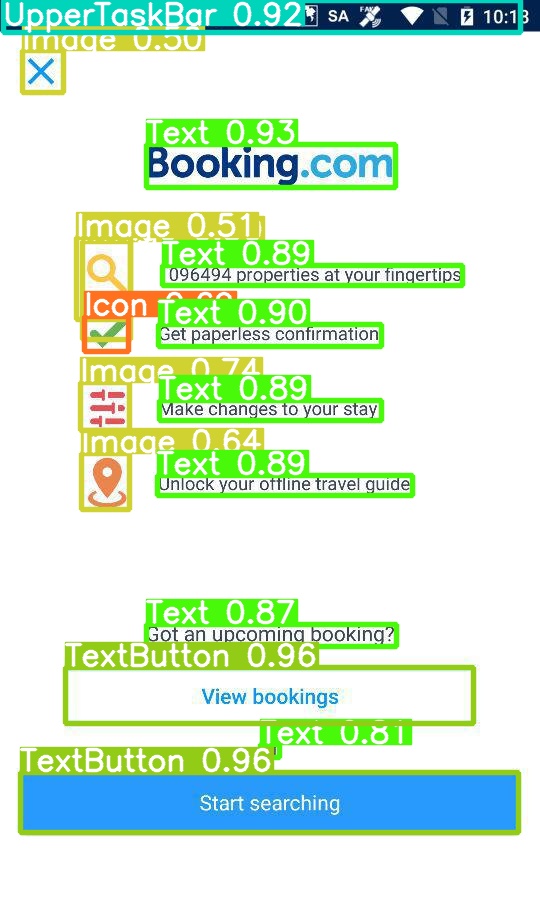 UpperTaskBar 0.92
SA
10:18
Image 0.50
Text 0.93
Booking.com
Image 0.51
Text 0.89
096494 properties at your fingertips
Icon
Text 0.90
Get paperless confirmation
Image 0.74
Text 0.89
Make changes to your stay
Image 0.64
Text 0.89
Unlock your offline travel guide
Text 0.87
Got an upcoming booking?
TextButton 0.96
View bookings
Text 0.81
TextButton 0.96
Start searching